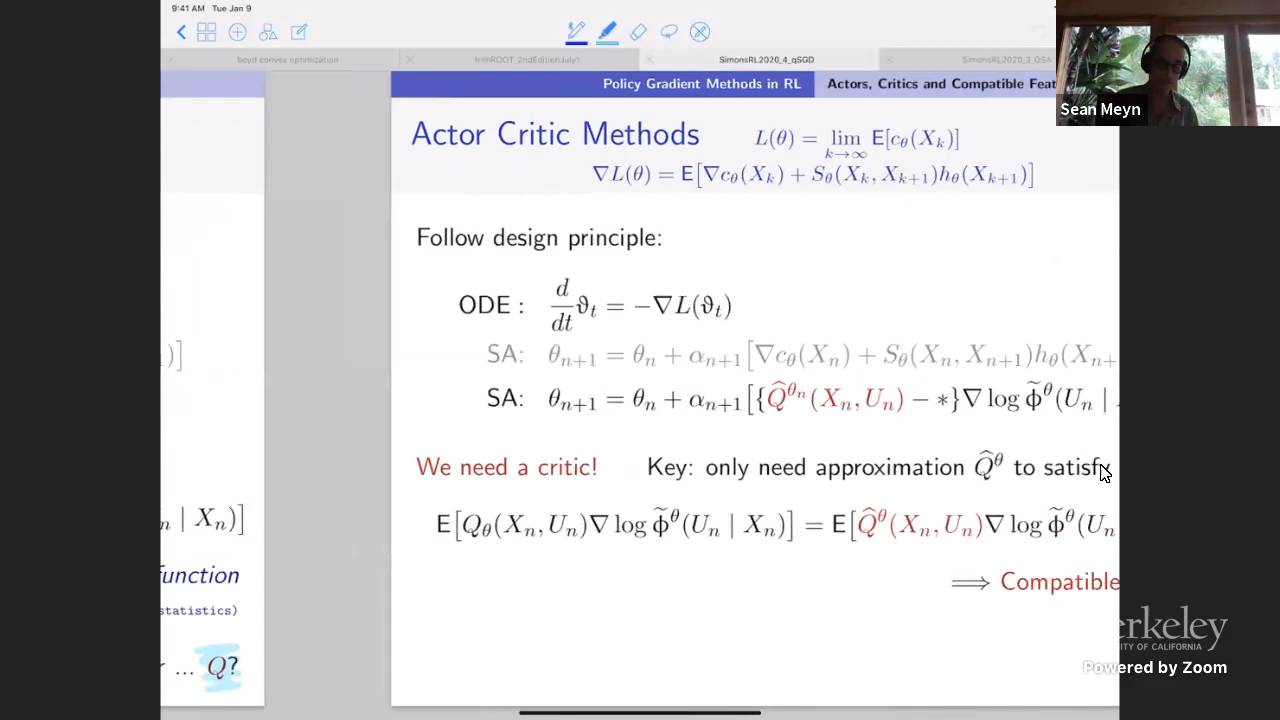 9:41 AM Tue Jan 9
boyd convex optimization
SimonsRL2020_4_qSGD
SimonsRL2020_3_QSA
Policy Gradient Methods in RL
Actors, Critics and Compatible Feat
Sean Meyn
Actor Critic Methods
L(θ) = lim_{k→∞} E[c_θ(X_k)]
∇L(θ) = E[∇c_θ(X_k) + S_θ(X_k, X_{k+1})h_θ(X_{k+1})]
Follow design principle:
ODE : d/dt ϑ_t = −∇L(ϑ_t)
SA: θ_{n+1} = θ_n + α_{n+1}[∇c_θ(X_n) + S_θ(X_n, X_{n+1})h_θ(X_{n+
SA: θ_{n+1} = θ_n + α_{n+1}[{Q̂^{θ_n}(X_n, U_n) − *}∇ log ϕ̃^θ(U_n |
We need a critic!
Key: only need approximation Q̂^θ to satisfy
E[Q_θ(X_n, U_n)∇ log ϕ̃^θ(U_n | X_n)] = E[Q̂^θ(X_n, U_n)∇ log ϕ̃^θ(U_n
⟹ Compatible
)]
n | X_n)]
function
statistics)
... Q?
erkeley
TY OF CALIFORNIA
Powered by Zoom